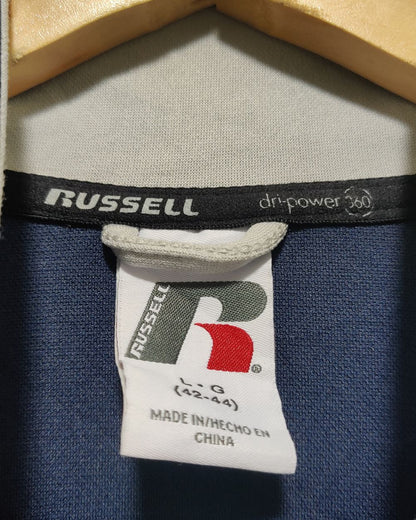 RUSSELL dri-power 360
RUSSELL
R®
L - G
(42-44)
MADE IN/HECHO EN
CHINA